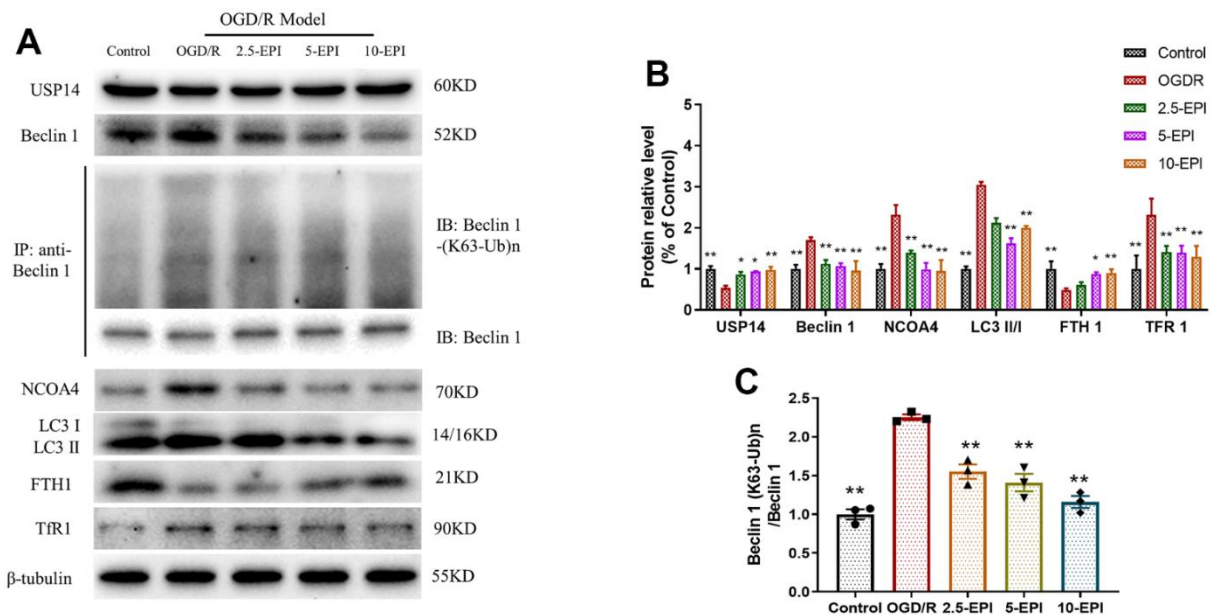 A
OGD/R Model
Control OGD/R 2.5-EPI 5-EPI 10-EPI
USP14 60KD
Beclin 1 52KD
IP: anti-
Beclin 1
IB: Beclin 1
-(K63-Ub)n
IB: Beclin 1
NCOA4 70KD
LC3 I
LC3 II
14/16KD
FTH1 21KD
TfR1 90KD
β-tubulin 55KD
B
Control
OGDR
2.5-EPI
5-EPI
10-EPI
Protein relative level
(% of Control)
5
4
3
2
1
0
** * * **
** ** ** **
** ** ** **
** ** ** **
** * **
** ** ** **
USP14 Beclin 1 NCOA4 LC3 II/I FTH 1 TFR 1
C
Beclin 1 (K63-Ub)n
/Beclin 1
2.5
2.0
1.5
1.0
0.5
0.0
** ** ** **
Control OGD/R 2.5-EPI 5-EPI 10-EPI